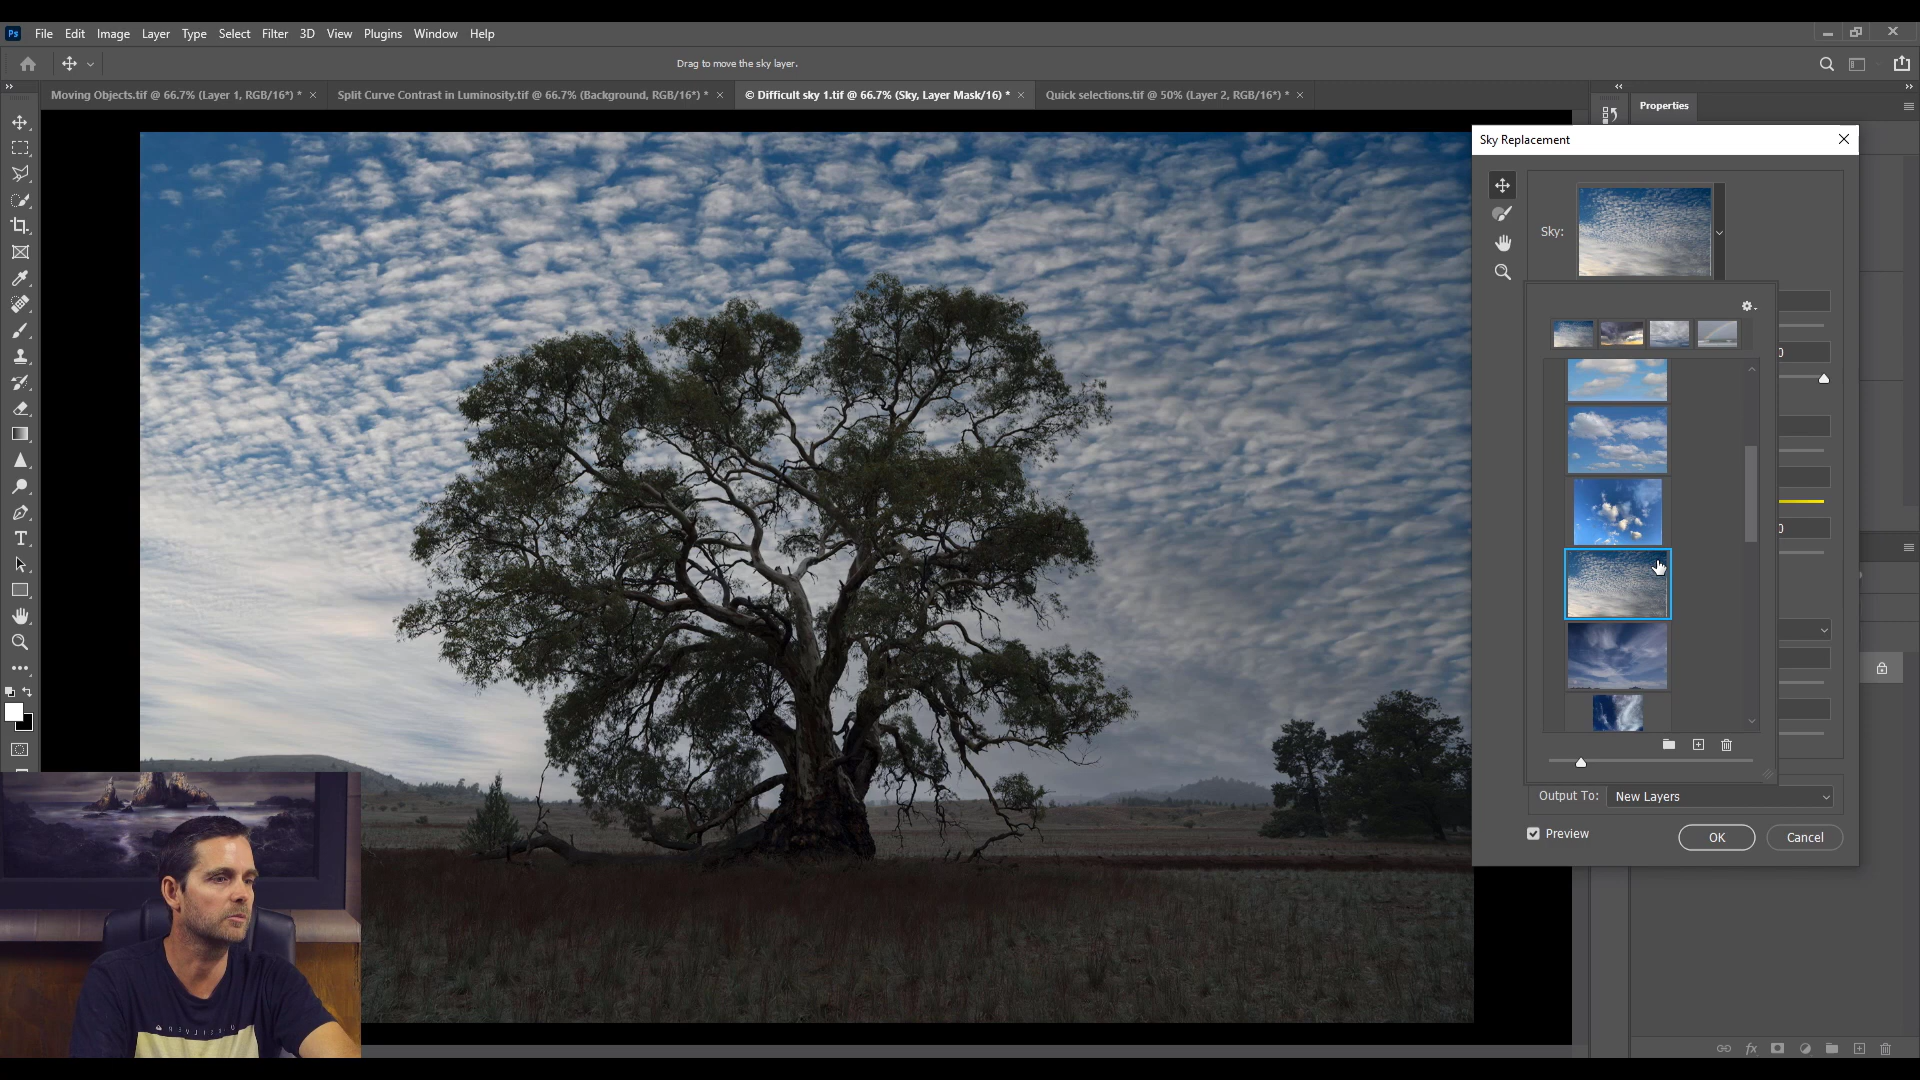 Ps File Edit Image Layer Type Select Filter 3D View Plugins Window Help
Drag to move the sky layer.
Moving Objects.tif @ 66.7% (Layer 1, RGB/16*) *
Split Curve Contrast in Luminosity.tif @ 66.7% (Background, RGB/16*) *
© Difficult sky 1.tif @ 66.7% (Sky, Layer Mask/16) *
Quick selections.tif @ 50% (Layer 2, RGB/16*) *
Properties
Sky Replacement
Sky:
0
0
Output To: New Layers
Preview
OK
Cancel
fx